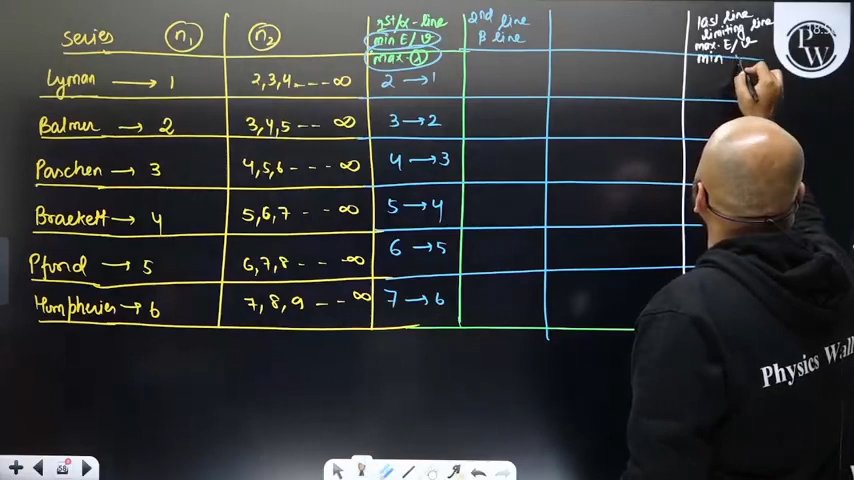 Series n₁ n₂ 1st/α-line 2nd line last line
min E/ν β line limiting line
max. λ max. E/ν
min
Lyman → 1 2,3,4,---- ∞ 2 → 1
Balmer → 2 3,4,5 --- ∞ 3 → 2
Paschen → 3 4,5,6 ---- ∞ 4 → 3
Brackett → 4 5,6,7 - -- ∞ 5 → 4
Pfund → 5 6,7,8 - -- ∞ 6 → 5
Humpheries → 6 7,8,9 --- ∞ 7 → 6
P
W
Physics Wall
58